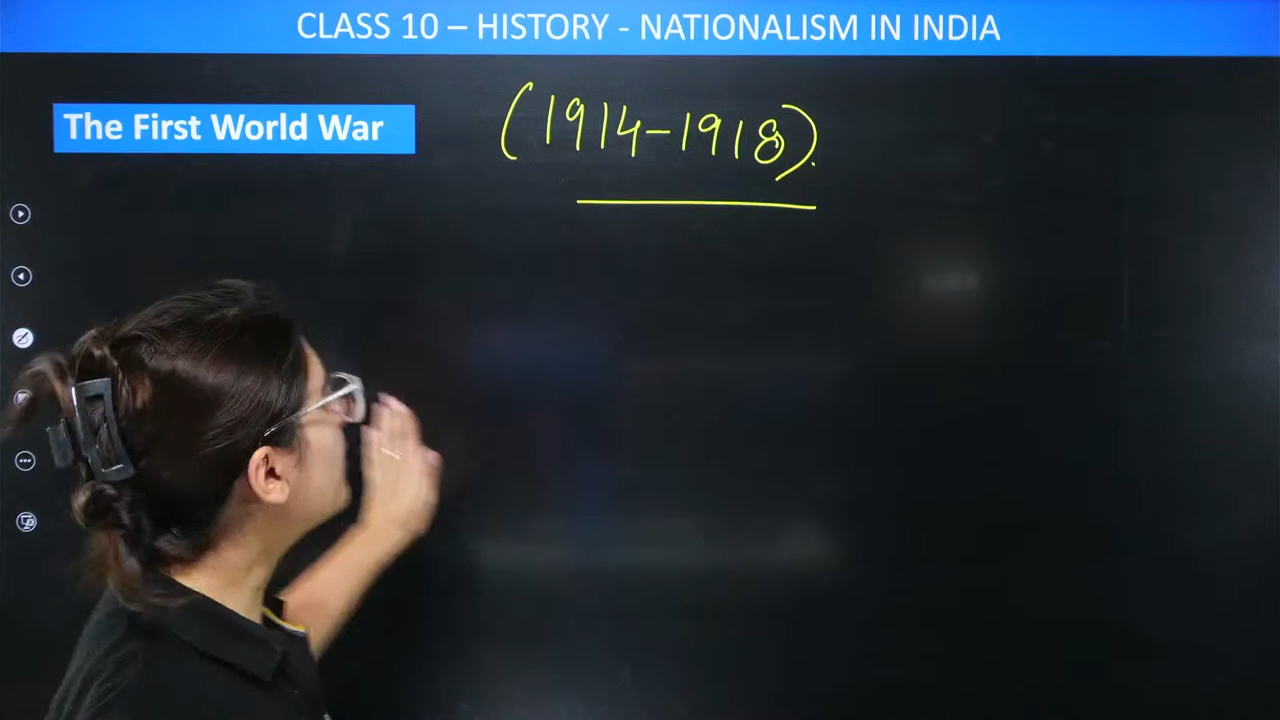 CLASS 10 – HISTORY - NATIONALISM IN INDIA
The First World War
(1914-1918).